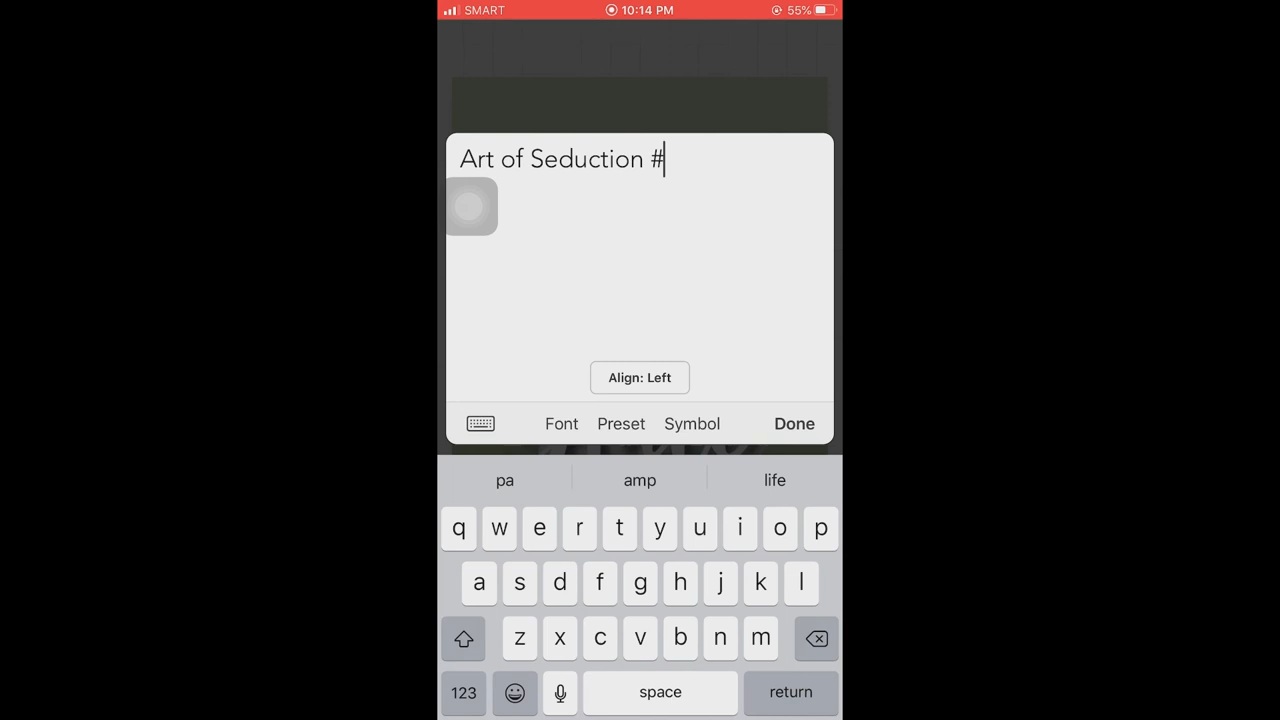 SMART 10:14 PM 55%
Art of Seduction #
Align: Left
Font Preset Symbol Done
pa amp life
q w e r t y u i o p
a s d f g h j k l
z x c v b n m
123 space return